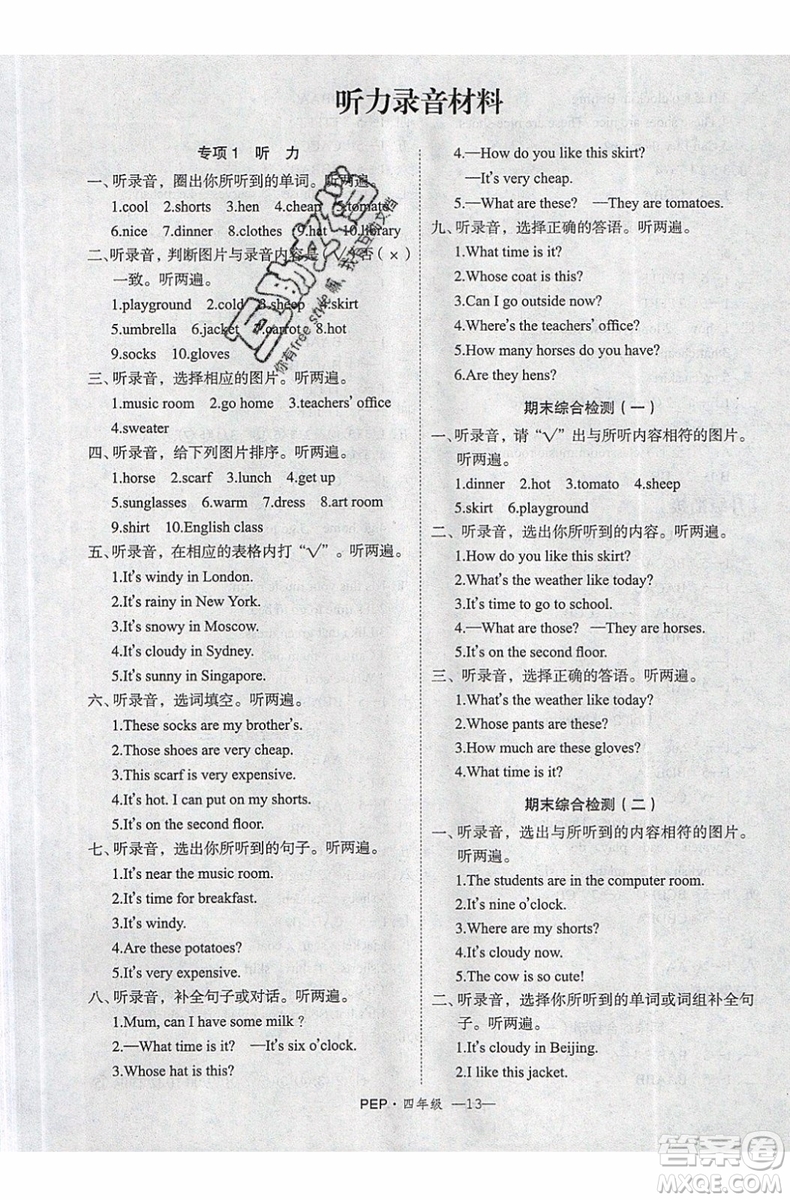 听力录音材料
专项1 听 力
一、听录音，圈出你所听到的单词。听两遍。
1.cool 2.shorts 3.hen 4.cheap 5.tomato
6.nice 7.dinner 8.clothes 9.hat 10.library
二、听录音，判断图片与录音内容是(√)否(×)
一致。听两遍。
1.playground 2.cold 3.sheep 4.skirt
5.umbrella 6.jacket 7.carrot 8.hot
9.socks 10.gloves
三、听录音，选择相应的图片。听两遍。
1.music room 2.go home 3.teachers' office
4.sweater
四、听录音，给下列图片排序。听两遍。
1.horse 2.scarf 3.lunch 4.get up
5.sunglasses 6.warm 7.dress 8.art room
9.shirt 10.English class
五、听录音，在相应的表格内打“√”。听两遍。
1.It's windy in London.
2.It's rainy in New York.
3.It's snowy in Moscow.
4.It's cloudy in Sydney.
5.It's sunny in Singapore.
六、听录音，选词填空。听两遍。
1.These socks are my brother's.
2.Those shoes are very cheap.
3.This scarf is very expensive.
4.It's hot. I can put on my shorts.
5.It's on the second floor.
七、听录音，选出你所听到的句子。听两遍。
1.It's near the music room.
2.It's time for breakfast.
3.It's windy.
4.Are these potatoes?
5.It's very expensive.
八、听录音，补全句子或对话。听两遍。
1.Mum, can I have some milk ?
2.—What time is it? —It's six o'clock.
3.Whose hat is this?
4.—How do you like this skirt?
—It's very cheap.
5.—What are these? —They are tomatoes.
九、听录音，选择正确的答语。听两遍。
1.What time is it?
2.Whose coat is this?
3.Can I go outside now?
4.Where's the teachers' office?
5.How many horses do you have?
6.Are they hens?
期末综合检测（一）
一、听录音，请“√”出与所听内容相符的图片。
听两遍。
1.dinner 2.hot 3.tomato 4.sheep
5.skirt 6.playground
二、听录音，选出你所听到的内容。听两遍。
1.How do you like this skirt?
2.What's the weather like today?
3.It's time to go to school.
4.—What are those? —They are horses.
5.It's on the second floor.
三、听录音，选择正确的答语。听两遍。
1.What's the weather like today?
2.Whose pants are these?
3.How much are these gloves?
4.What time is it?
期末综合检测（二）
一、听录音，选出与所听到的内容相符的图片。
听两遍。
1.The students are in the computer room.
2.It's nine o'clock.
3.Where are my shorts?
4.It's cloudy now.
5.The cow is so cute!
二、听录音，选择你所听到的单词或词组补全句
子。听两遍。
1.It's cloudy in Beijing.
2.I like this jacket.
PEP·四年级 —13—
答案圈
MXQE.COM